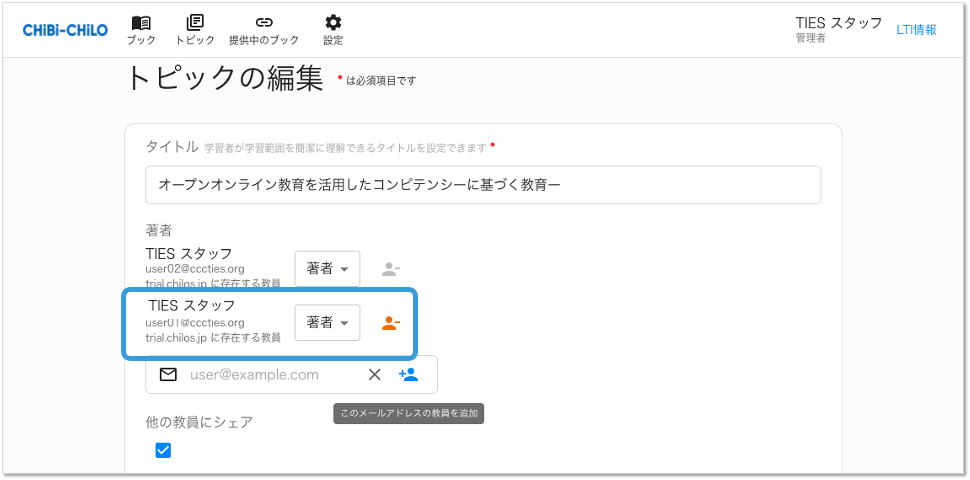 CHiBi-CHiLO
ブック
トピック
提供中のブック
設定
TIES スタッフ
管理者
LTI情報
トピックの編集 *は必須項目です
タイトル 学習者が学習範囲を簡潔に理解できるタイトルを設定できます *
オープンオンライン教育を活用したコンピテンシーに基づく教育ー
著者
TIES スタッフ
user02@cccties.org
trial.chilos.jp に存在する教員
著者
TIES スタッフ
user01@cccties.org
trial.chilos.jp に存在する教員
著者
user@example.com
このメールアドレスの教員を追加
他の教員にシェア